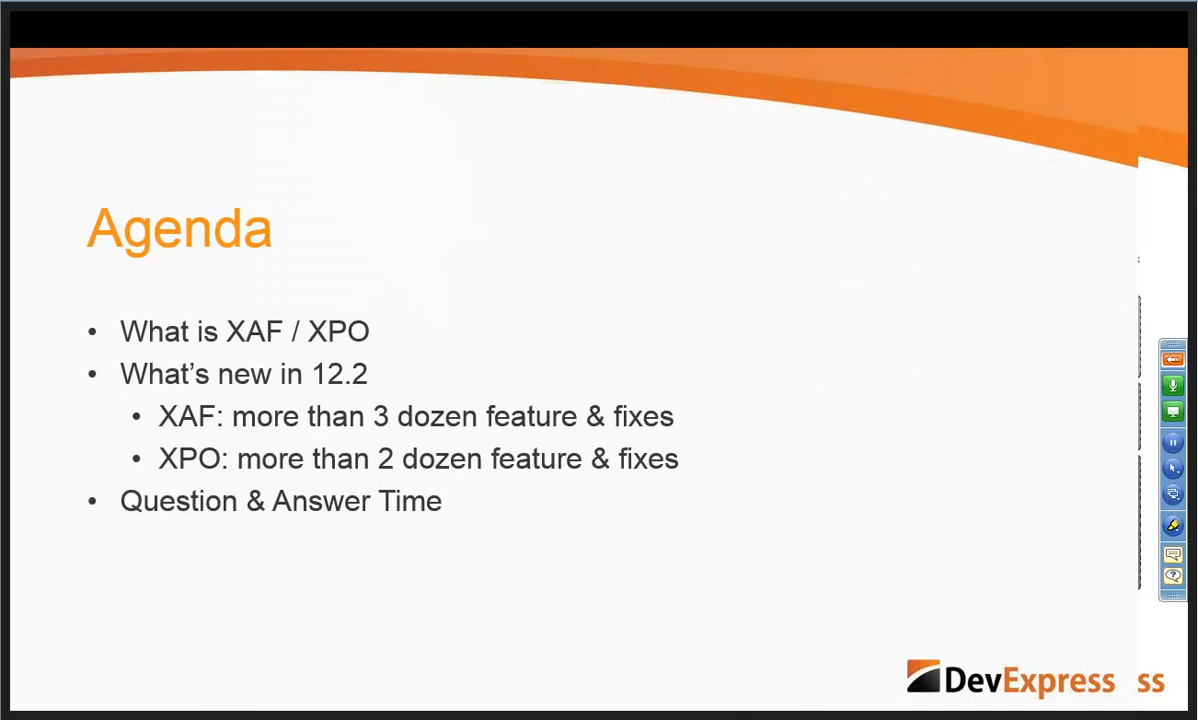 Agenda
• What is XAF / XPO
• What's new in 12.2
• XAF: more than 3 dozen feature & fixes
• XPO: more than 2 dozen feature & fixes
• Question & Answer Time
DevExpress ss